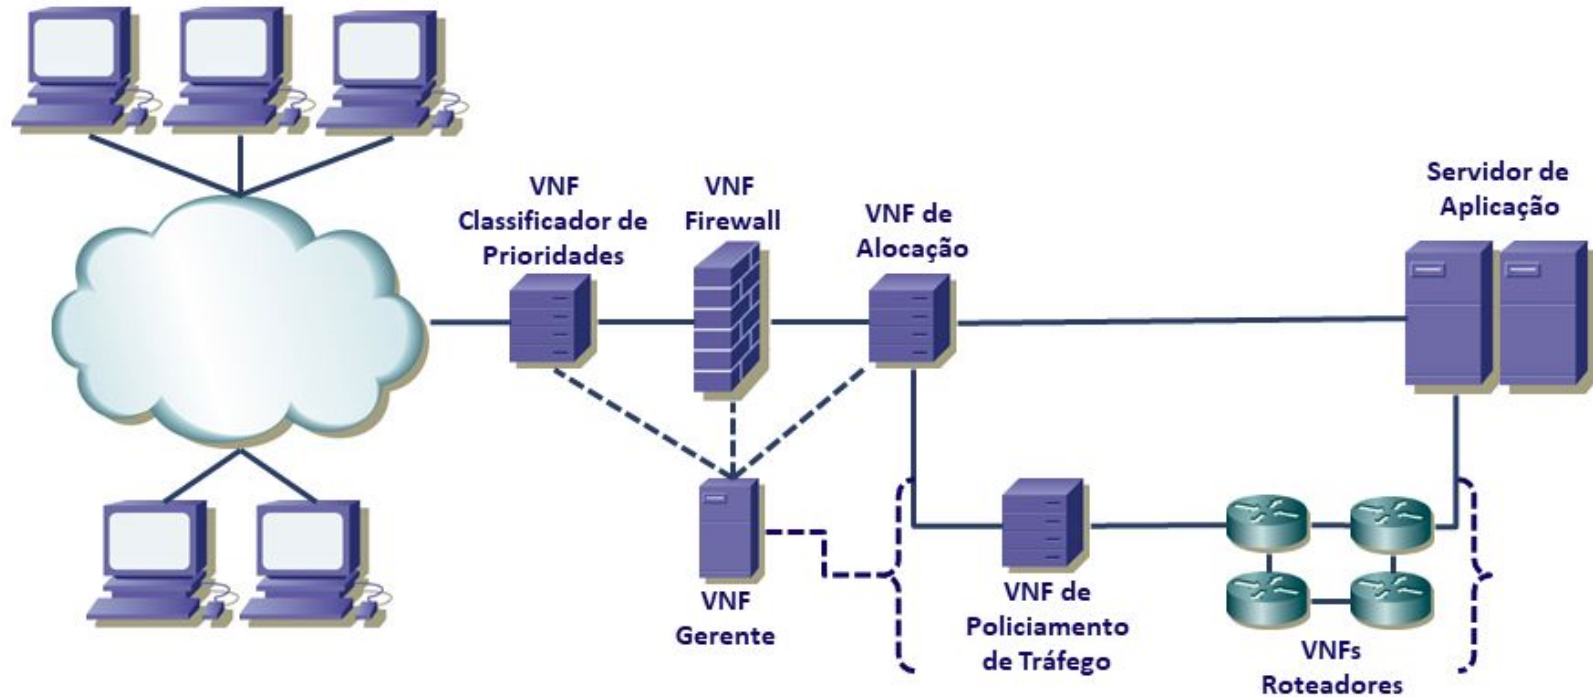 VNF
Classificador de
Prioridades
VNF
Firewall
VNF de
Alocação
Servidor de
Aplicação
VNF
Gerente
VNF de
Policiamento
de Tráfego
VNFs
Roteadores